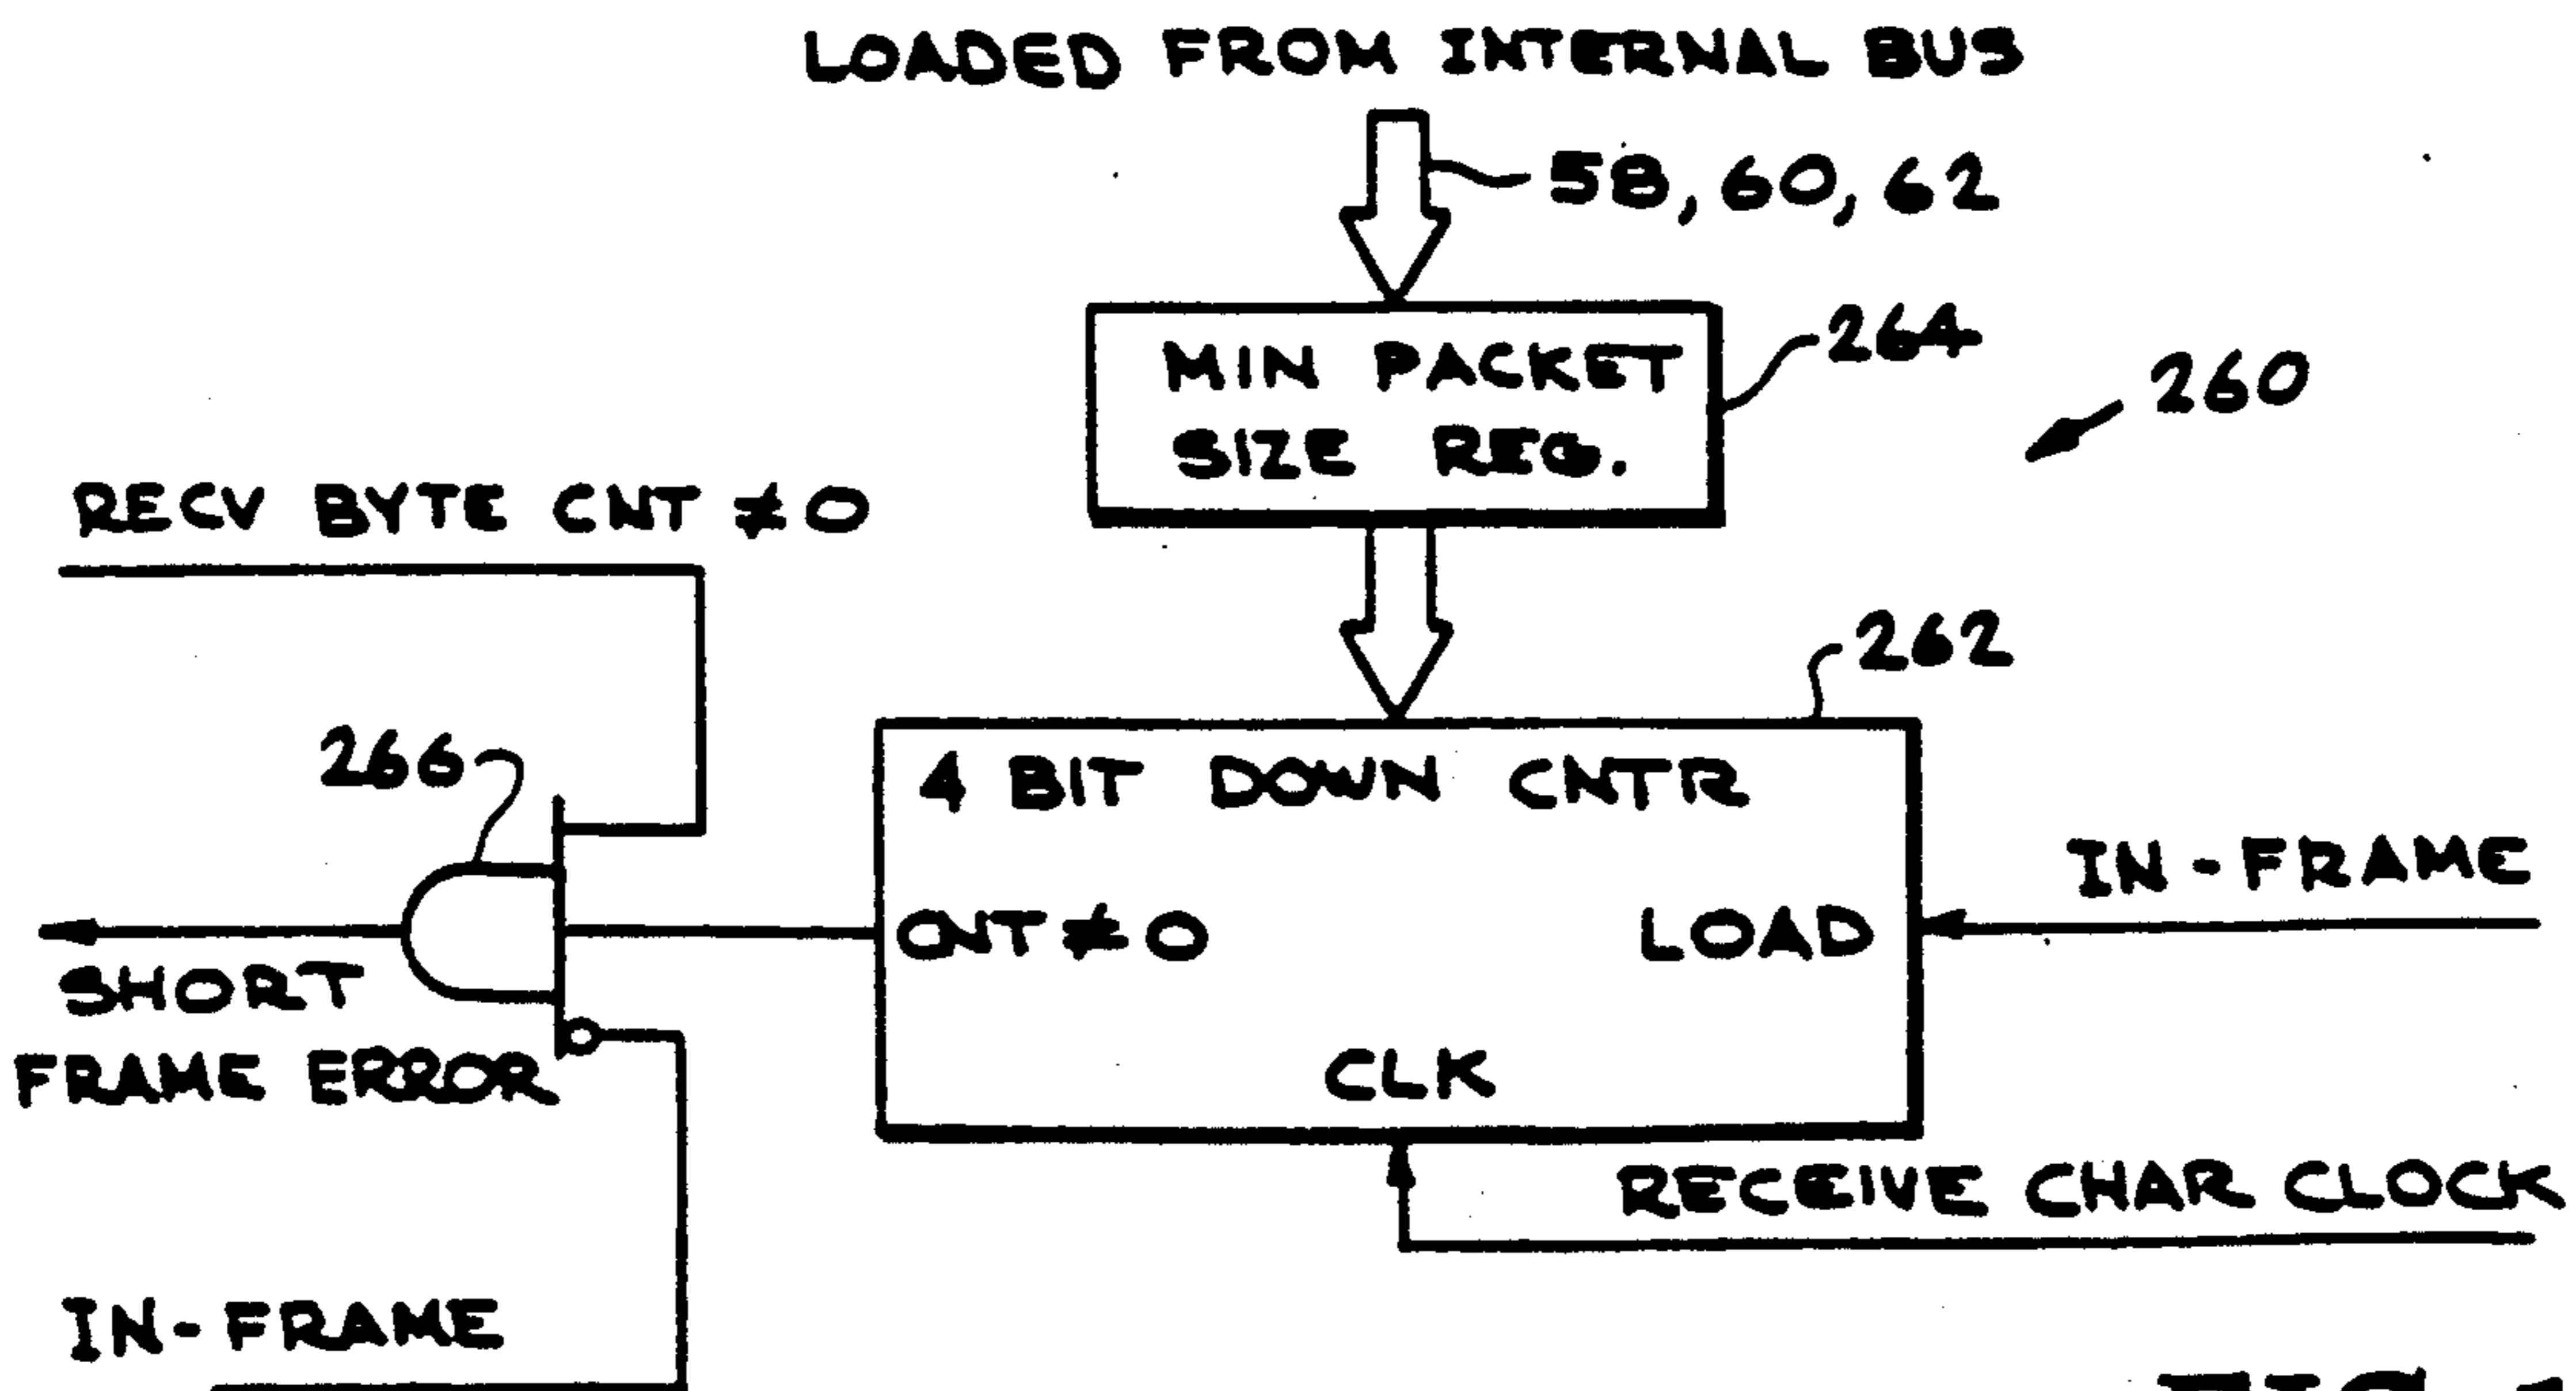 LOADED FROM INTERNAL BUS
58, 60, 62
MIN PACKET
SIZE REG.
264
260
RECV BYTE CNT ≠ 0
262
266
4 BIT DOWN CNTR
IN-FRAME
CNT ≠ 0
LOAD
SHORT
FRAME ERROR
CLK
RECEIVE CHAR CLOCK
IN-FRAME